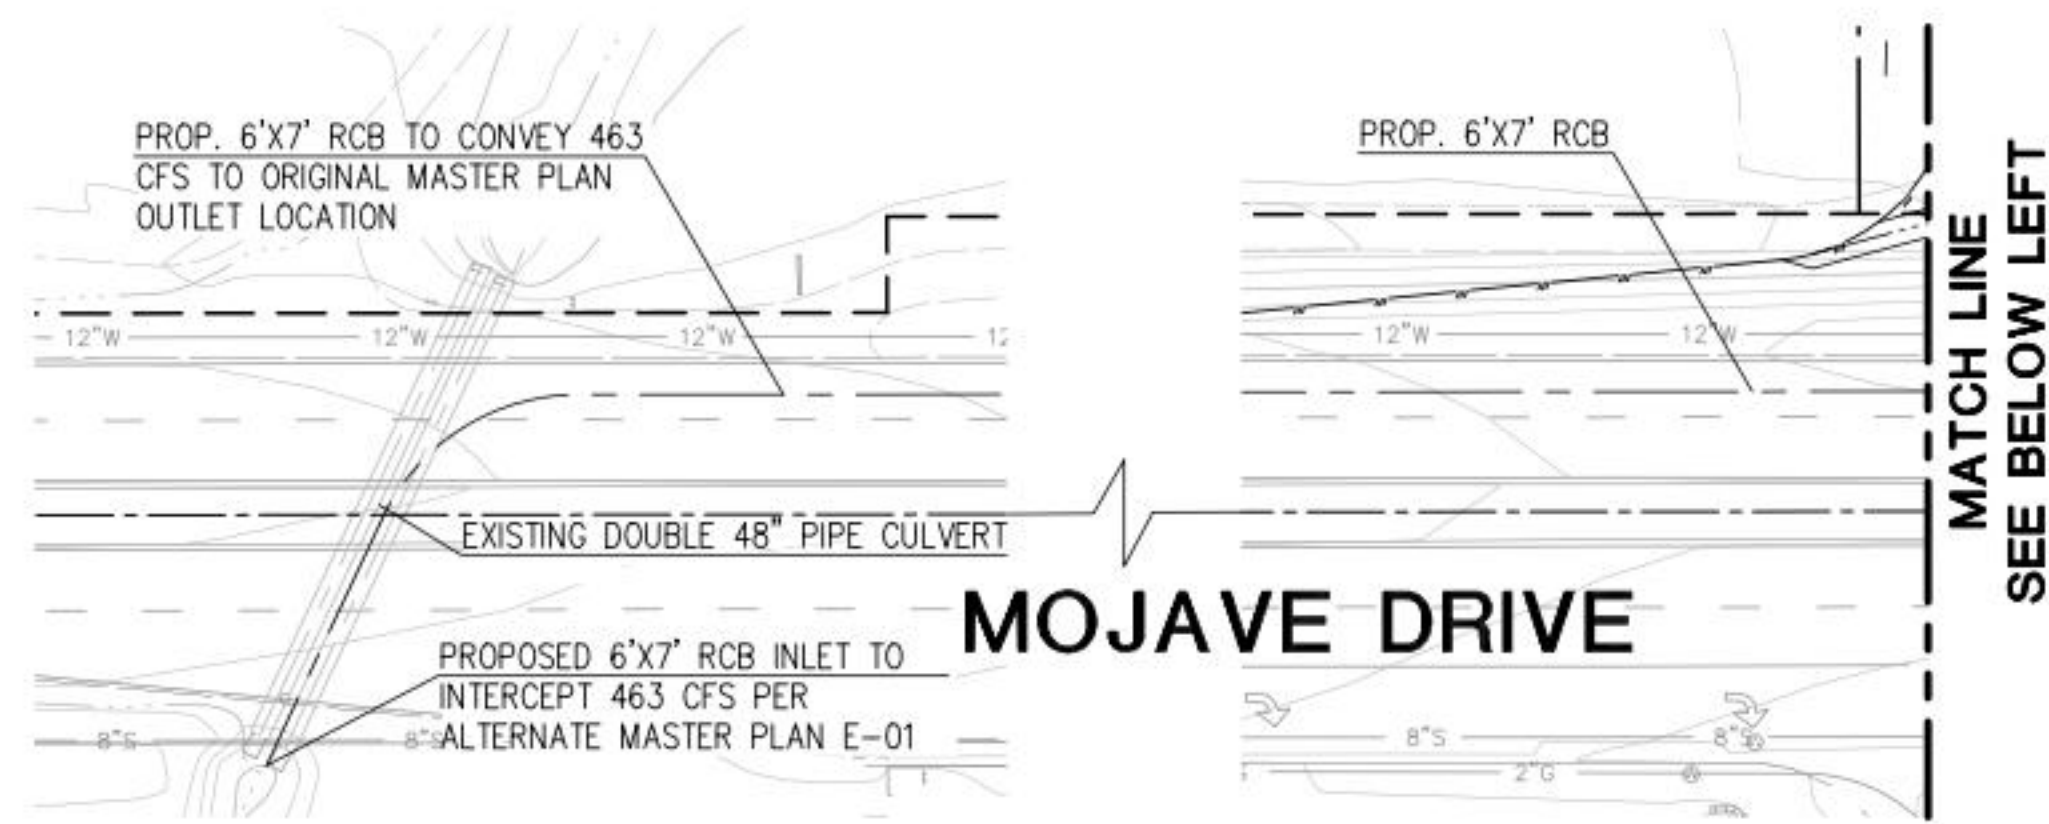 PROP. 6'X7' RCB TO CONVEY 463
CFS TO ORIGINAL MASTER PLAN
OUTLET LOCATION
PROP. 6'X7' RCB
12"W
12"W
12"W
12
12"W
12"W
EXISTING DOUBLE 48" PIPE CULVERT
MOJAVE DRIVE
PROPOSED 6'X7' RCB INLET TO
INTERCEPT 463 CFS PER
ALTERNATE MASTER PLAN E-01
8"S
8"S
8"S
8"S
2"G
MATCH LINE
SEE BELOW LEFT